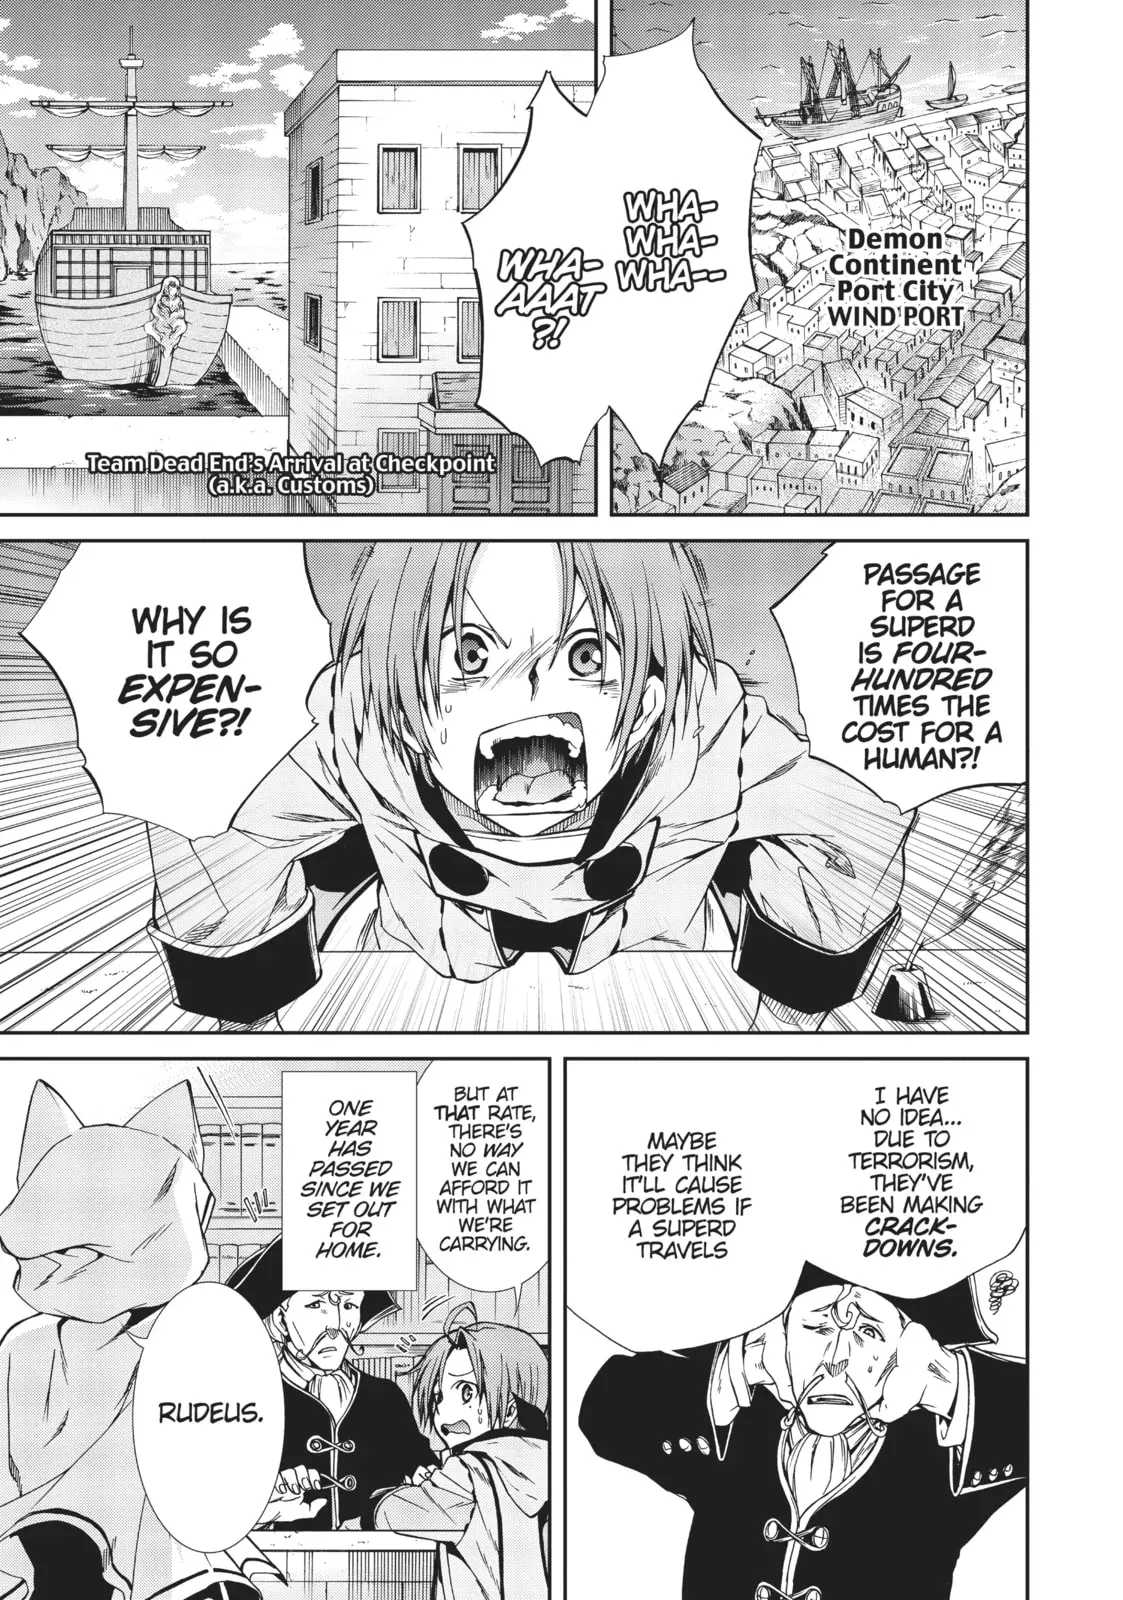 Demon
Continent
Port City
WIND PORT
WHA-
WHA-
WHA--
WHA-
AAAT
?!
Team Dead End's Arrival at Checkpoint
(a.k.a. Customs)
PASSAGE
FOR A
SUPERD
IS FOUR-
HUNDRED
TIMES THE
COST FOR A
HUMAN?!
WHY IS
IT SO
EXPEN-
SIVE?!
I HAVE
NO IDEA...
DUE TO
TERRORISM,
THEY'VE
BEEN MAKING
CRACK-
DOWNS.
MAYBE
THEY THINK
IT'LL CAUSE
PROBLEMS IF
A SUPERD
TRAVELS
BUT AT
THAT RATE,
THERE'S
NO WAY
WE CAN
AFFORD IT
WITH WHAT
WE'RE
CARRYING.
ONE
YEAR
HAS
PASSED
SINCE WE
SET OUT
FOR
HOME.
RUDEUS.